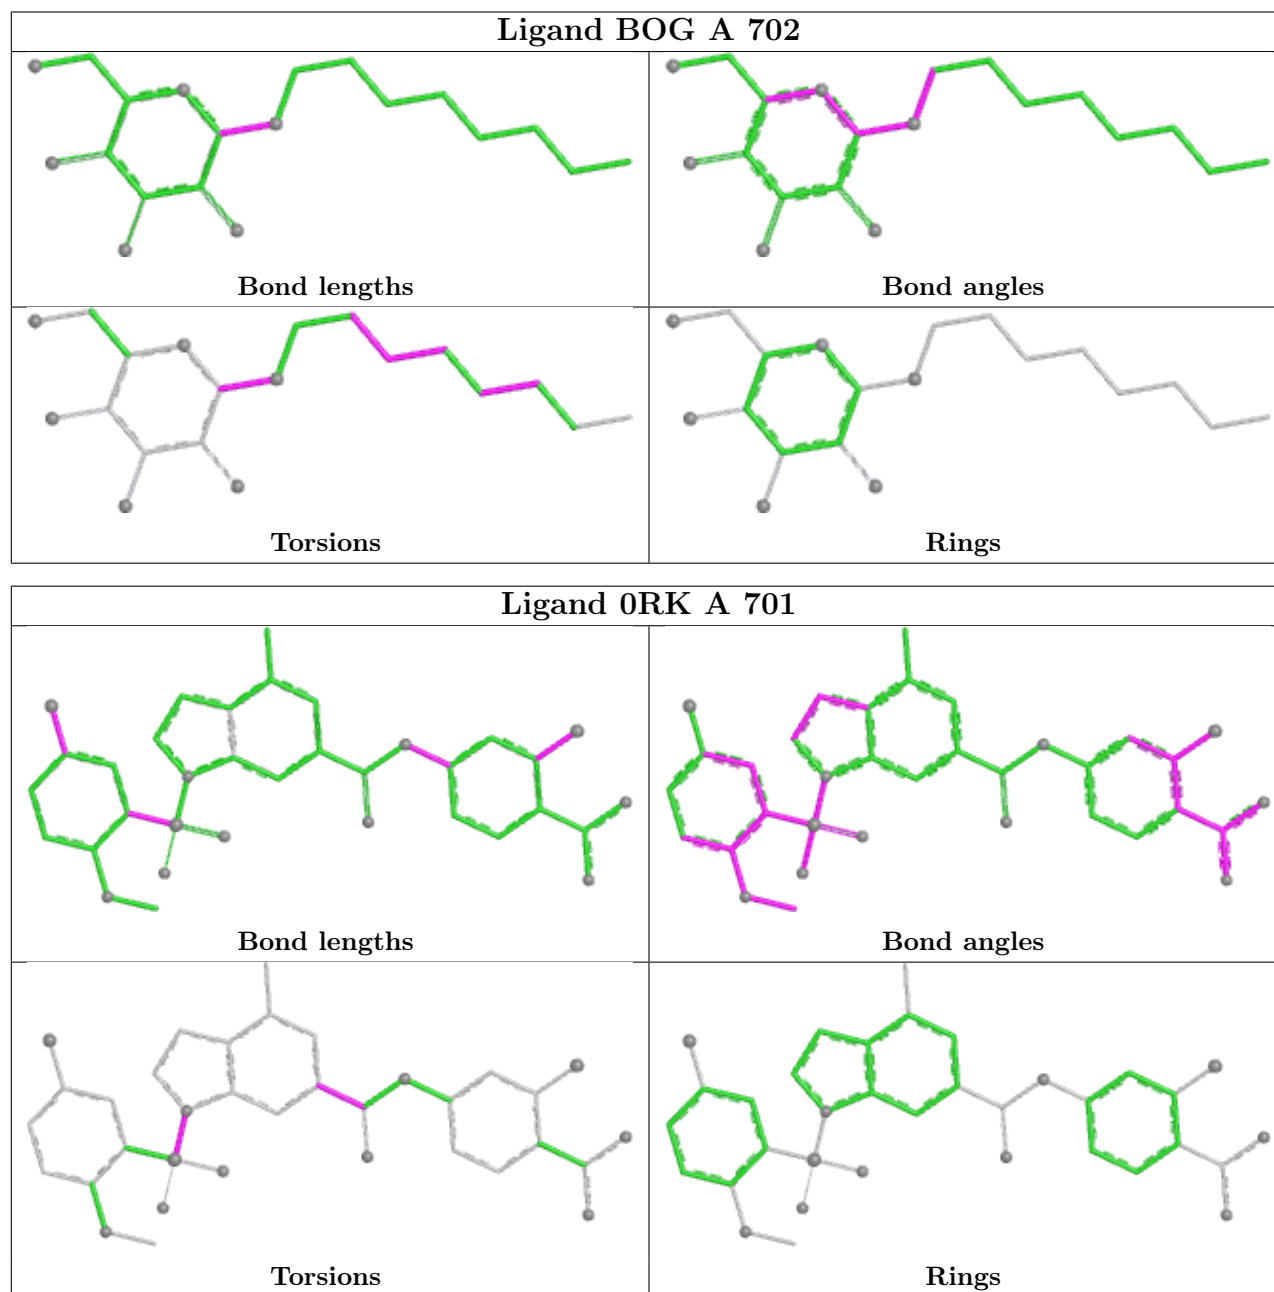 Ligand BOG A 702
Bond lengths
Bond angles
Torsions
Rings
Ligand 0RK A 701
Bond lengths
Bond angles
Torsions
Rings